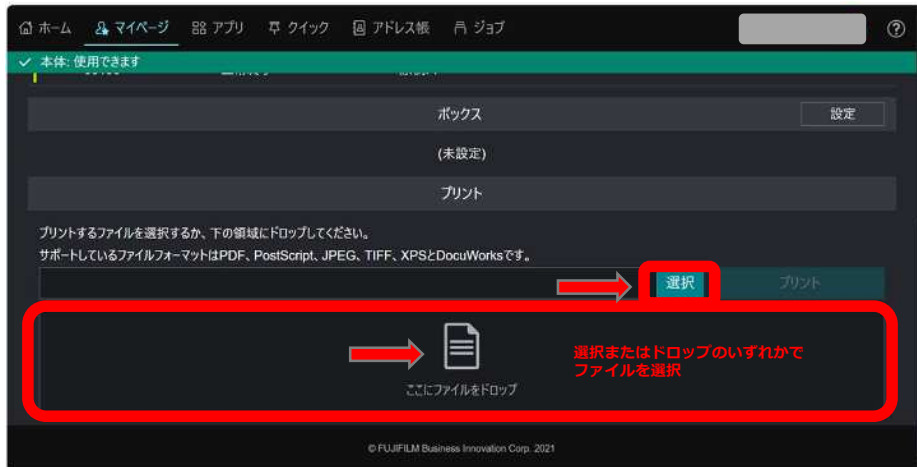 ホーム マイページ アプリ クイック アドレス帳 ジョブ
本体: 使用できます
ボックス 設定
(未設定)
プリント
プリントするファイルを選択するか、下の領域にドロップしてください。
サポートしているファイルフォーマットはPDF、PostScript、JPEG、TIFF、XPSとDocuWorksです。
選択 プリント
選択またはドロップのいずれかで
ファイルを選択
ここにファイルをドロップ
© FUJIFILM Business Innovation Corp. 2021